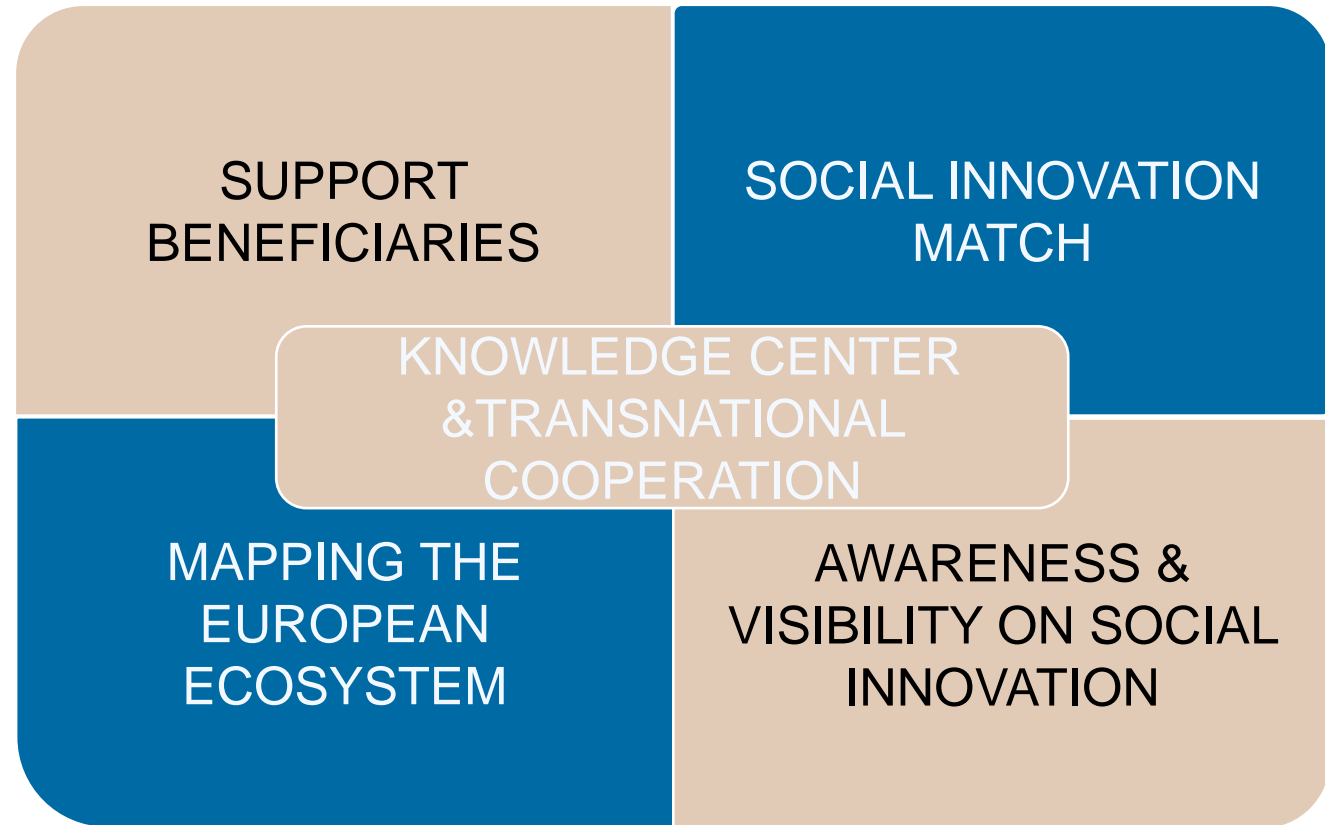 SUPPORT
BENEFICIARIES
SOCIAL INNOVATION
MATCH
KNOWLEDGE CENTER
&TRANSNATIONAL
COOPERATION
MAPPING THE
EUROPEAN
ECOSYSTEM
AWARENESS &
VISIBILITY ON SOCIAL
INNOVATION